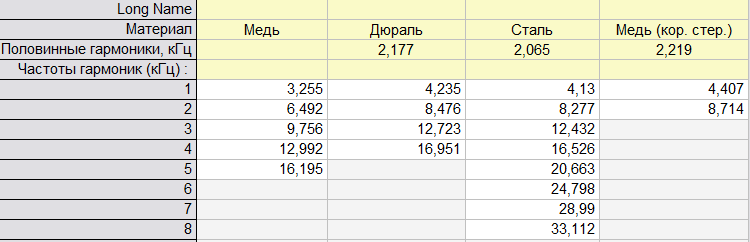 Long Name
Материал Медь Дюраль Сталь Медь (кор. стер.)
Половинные гармоники, кГц 2,177 2,065 2,219
Частоты гармоник (кГц) :
1 3,255 4,235 4,13 4,407
2 6,492 8,476 8,277 8,714
3 9,756 12,723 12,432
4 12,992 16,951 16,526
5 16,195 20,663
6 24,798
7 28,99
8 33,112